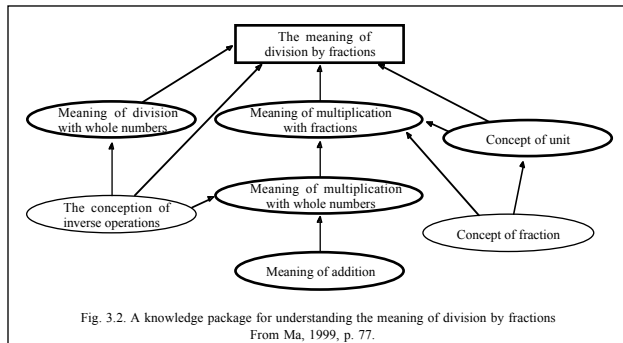 The meaning of
division by fractions
Meaning of division
with whole numbers
Meaning of multiplication
with fractions
Concept of unit
The conception of
inverse operations
Meaning of multiplication
with whole numbers
Concept of fraction
Meaning of addition
Fig. 3.2. A knowledge package for understanding the meaning of division by fractions
From Ma, 1999, p. 77.